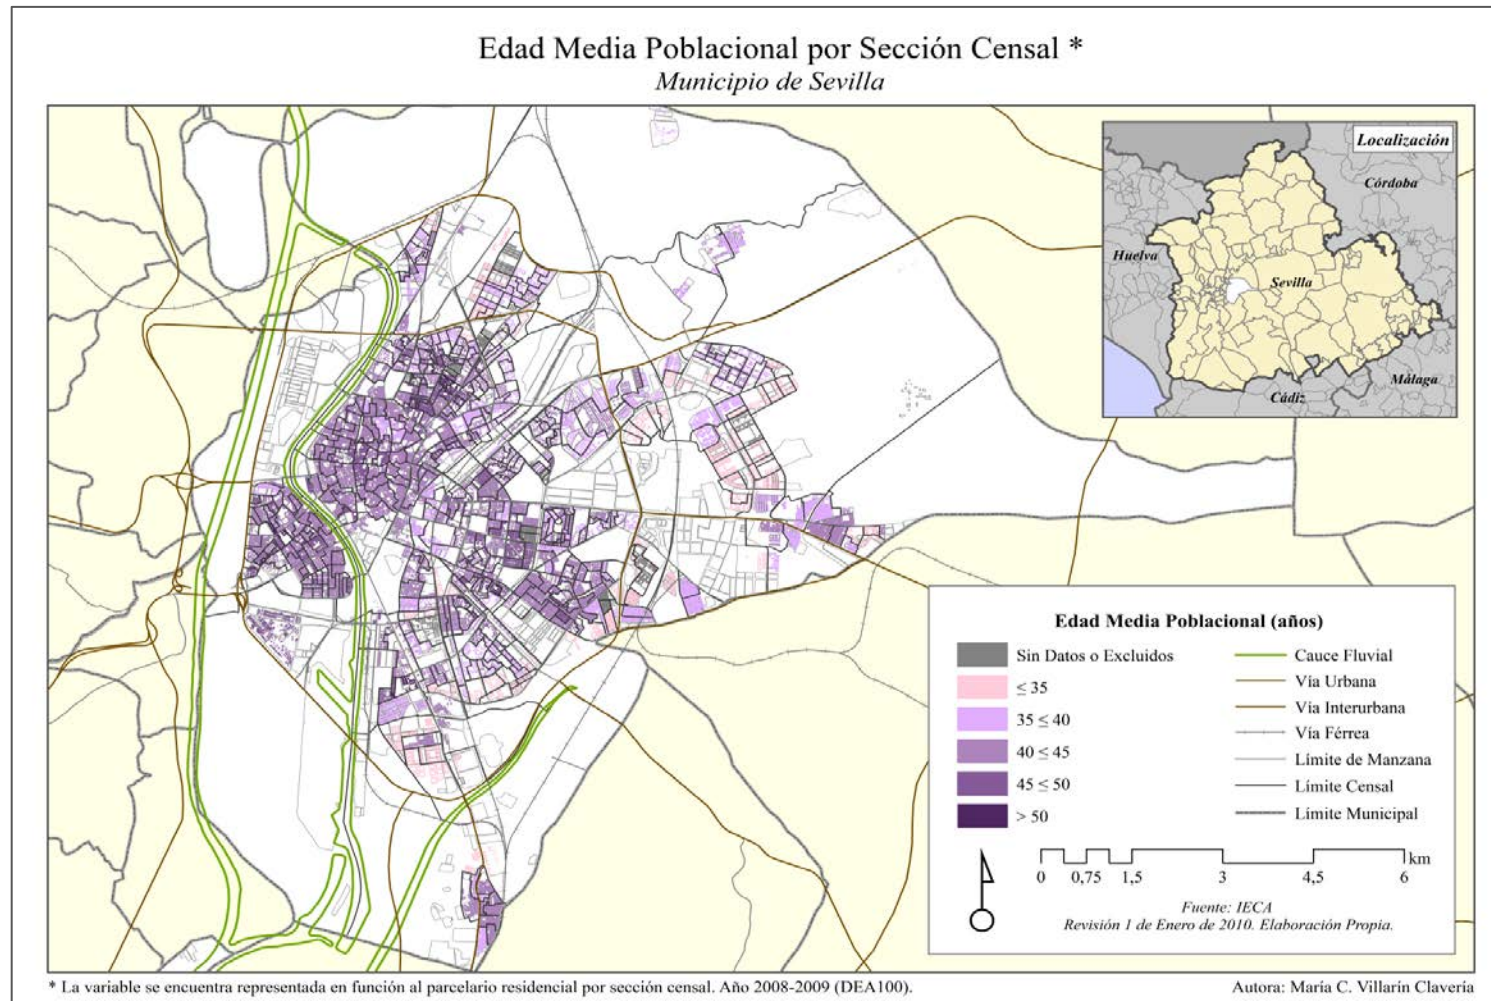 Edad Media Poblacional por Sección Censal *
Municipio de Sevilla
Localización
Córdoba
Huelva
Sevilla
Málaga
Cádiz
Edad Media Poblacional (años)
Sin Datos o Excluidos
≤ 35
35 ≤ 40
40 ≤ 45
45 ≤ 50
> 50
Cauce Fluvial
Vía Urbana
Vía Interurbana
Vía Férrea
Límite de Manzana
Límite Censal
Límite Municipal
km
0 0,75 1,5 3 4,5 6
Fuente: IECA
Revisión 1 de Enero de 2010. Elaboración Propia.
* La variable se encuentra representada en función al parcelario residencial por sección censal. Año 2008-2009 (DEA100).
Autora: María C. Villarín Clavería